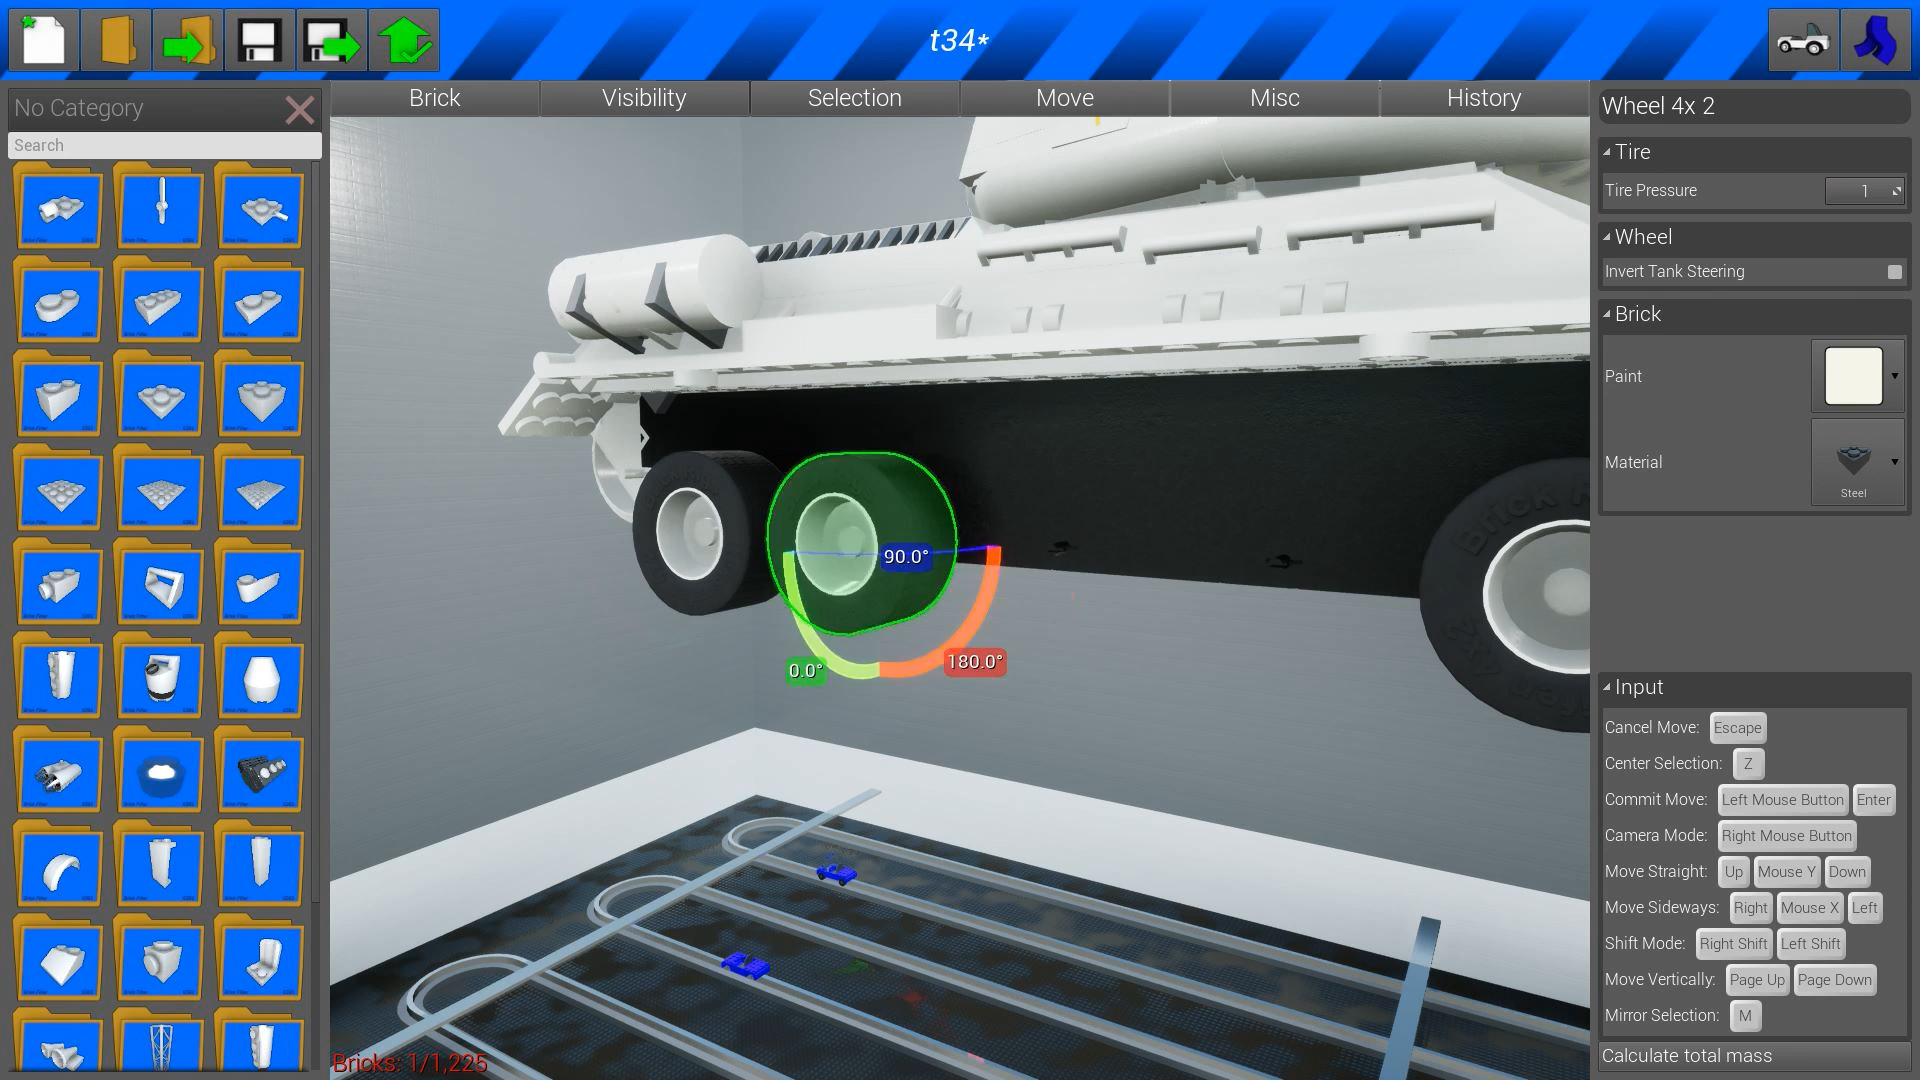 t34*
No Category
Search
Brick
Visibility
Selection
Move
Misc
History
90.0°
0.0°
180.0°
Bricks: 1/1,225
Wheel 4x 2
Tire
Tire Pressure 1
Wheel
Invert Tank Steering
Brick
Paint
Material
Steel
Input
Cancel Move: Escape
Center Selection: Z
Commit Move: Left Mouse Button Enter
Camera Mode: Right Mouse Button
Move Straight: Up Mouse Y Down
Move Sideways: Right Mouse X Left
Shift Mode: Right Shift Left Shift
Move Vertically: Page Up Page Down
Mirror Selection: M
Calculate total mass